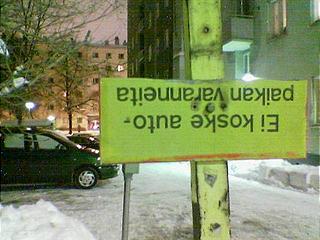 Ei koske auto-
paikan varanneita